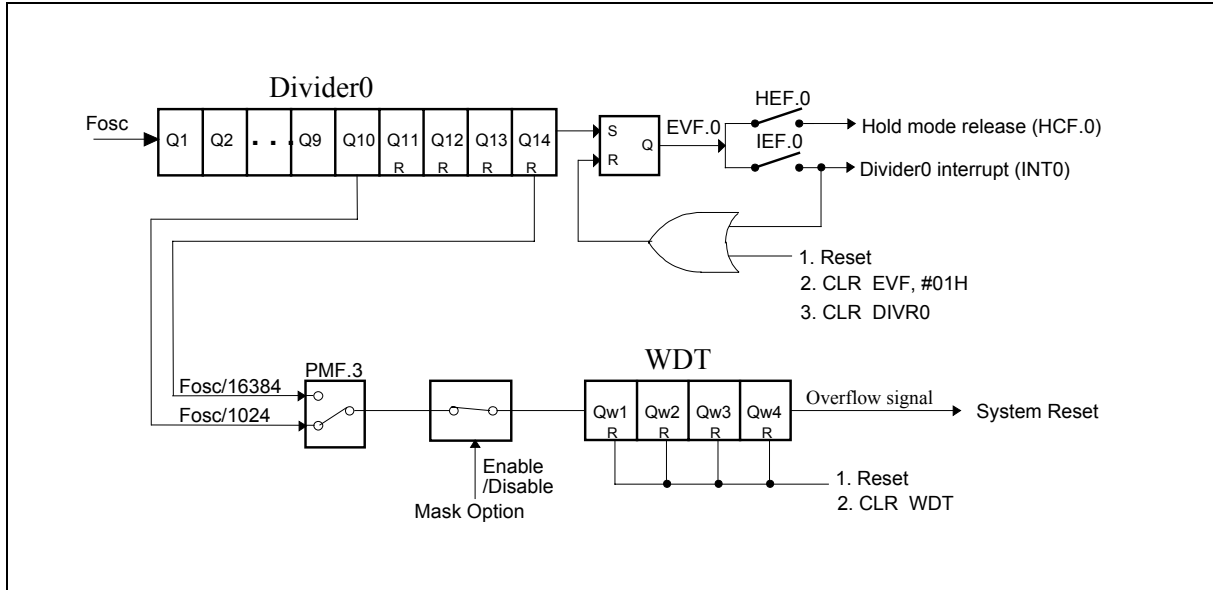 Divider0
Fosc
Q1 Q2 . . . Q9 Q10 Q11 Q12 Q13 Q14
R R R R
S
R
Q
EVF.0
HEF.0
IEF.0
Hold mode release (HCF.0)
Divider0 interrupt (INT0)
1. Reset
2. CLR EVF, #01H
3. CLR DIVR0
WDT
PMF.3
Fosc/16384
Fosc/1024
Enable
/Disable
Mask Option
Qw1 Qw2 Qw3 Qw4
R R R R
Overflow signal
System Reset
1. Reset
2. CLR WDT